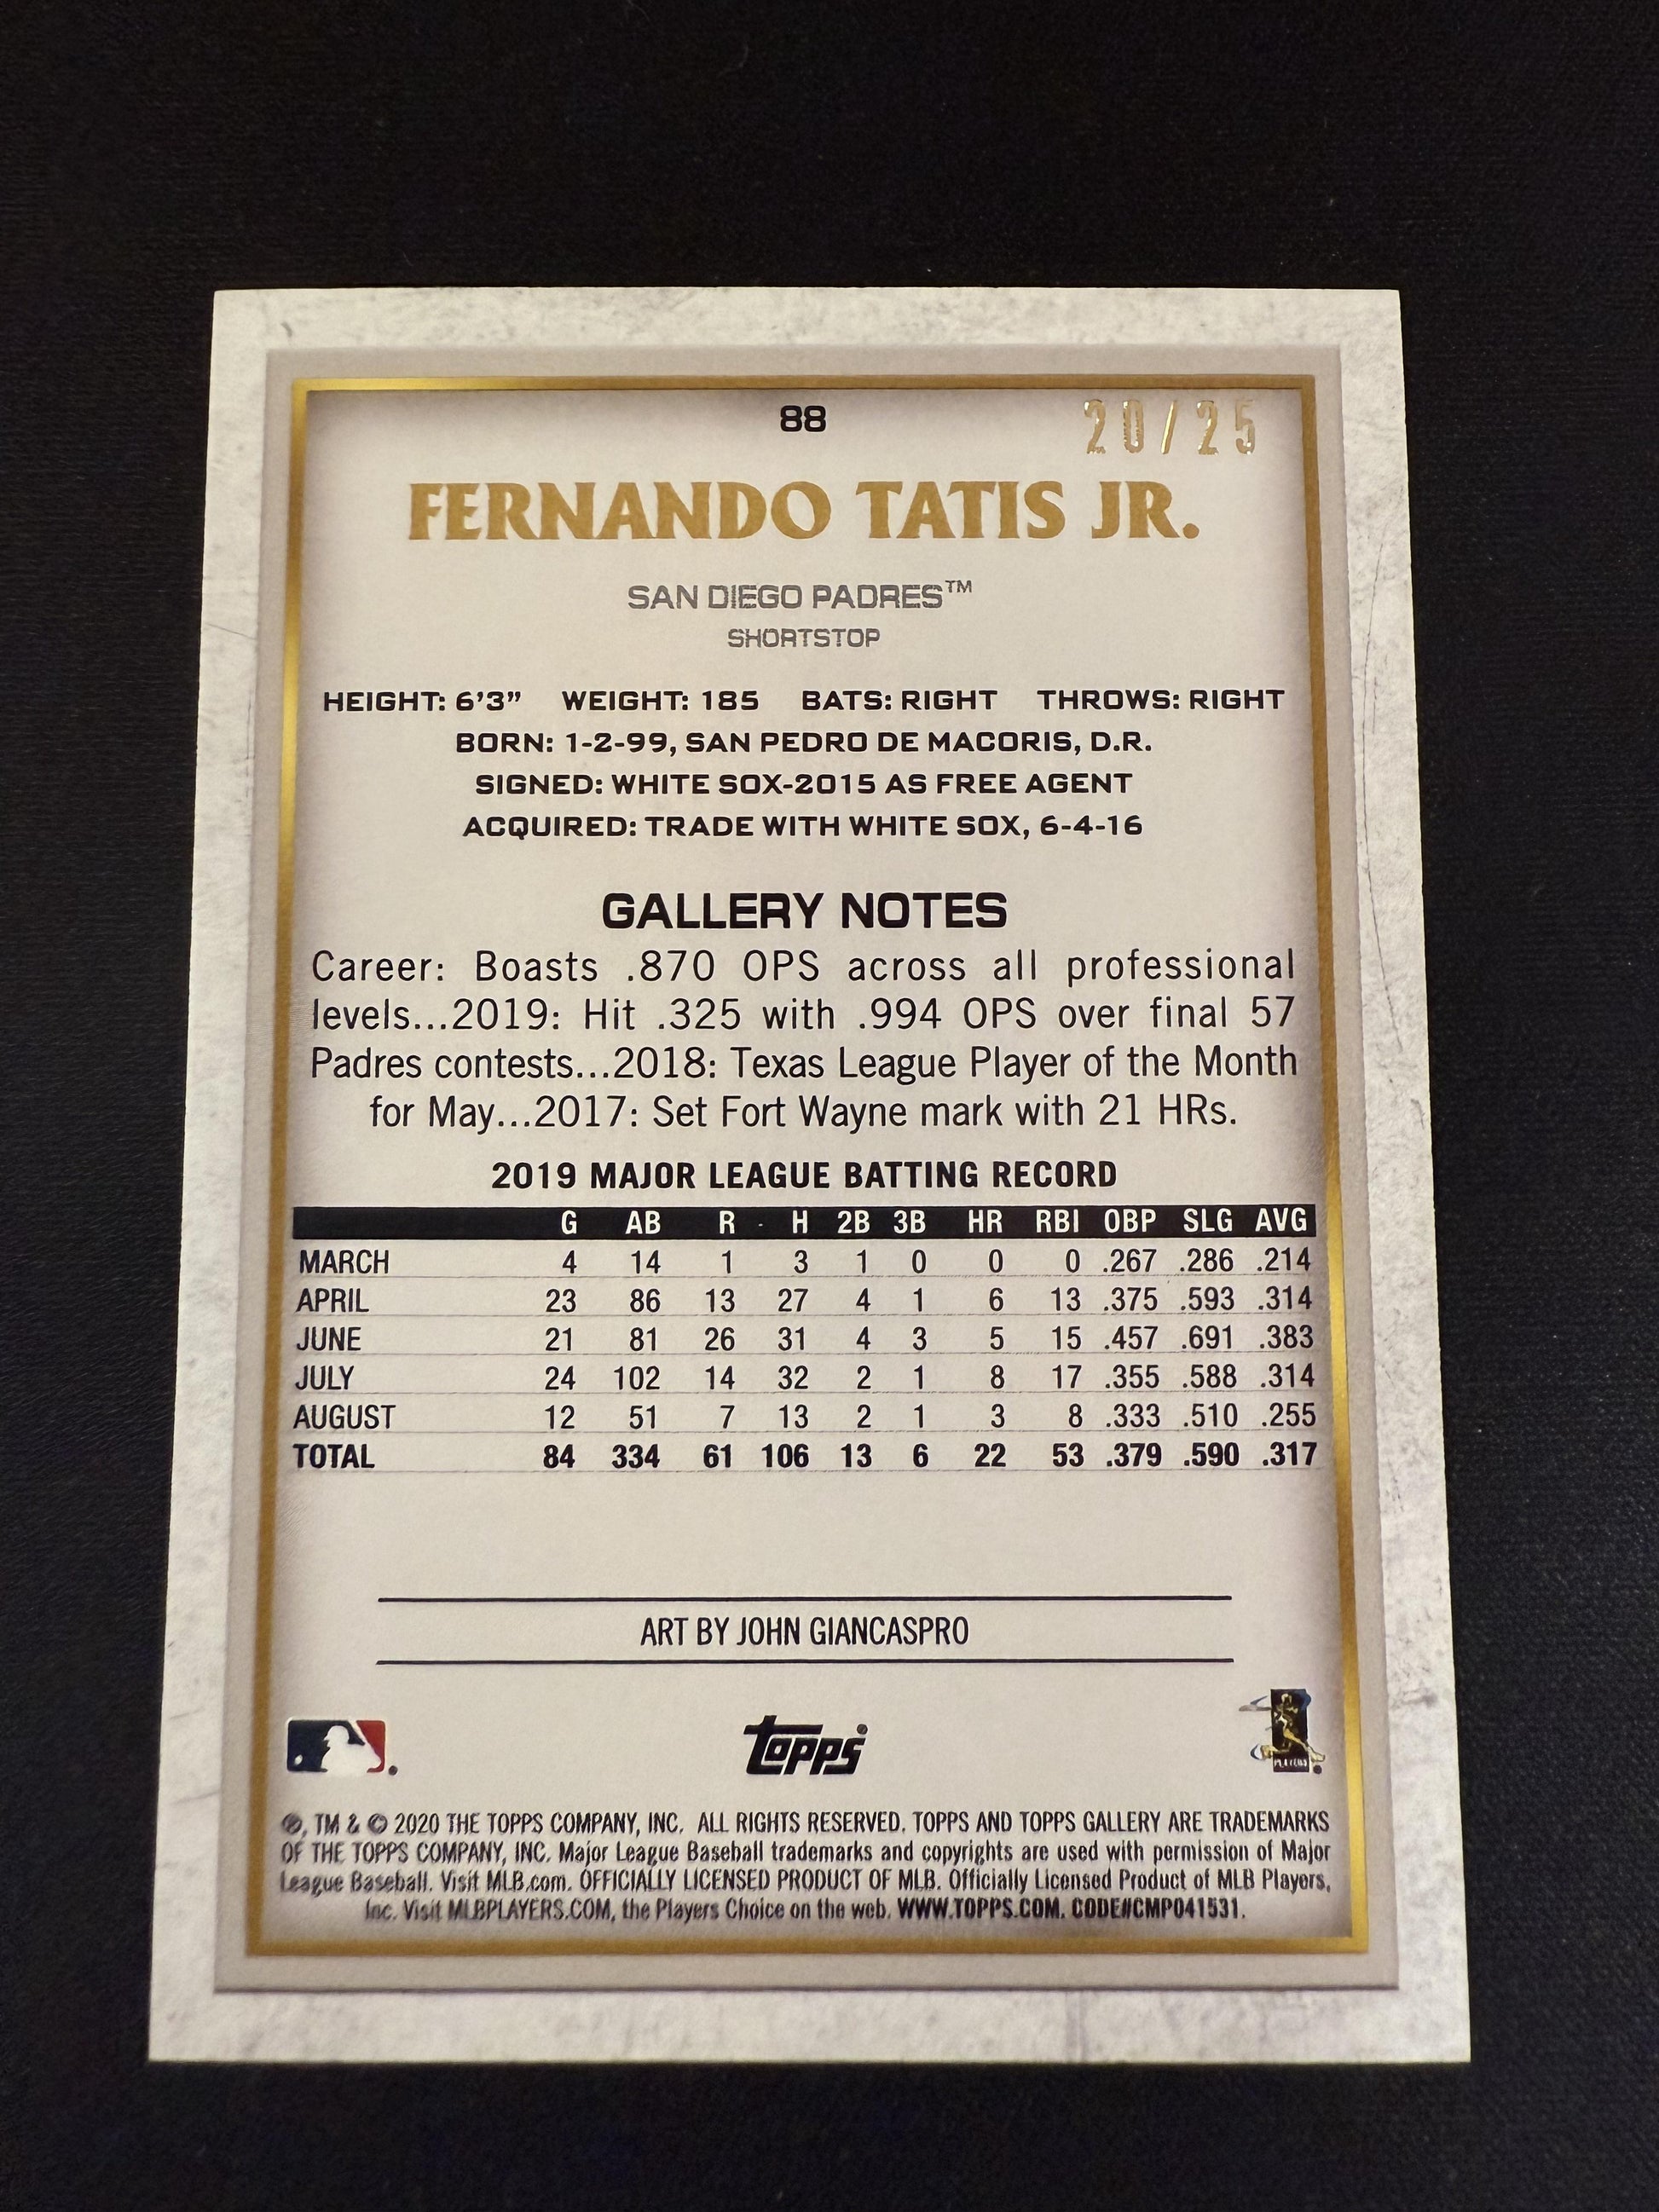 88
20/25
FERNANDO TATIS JR.
SAN DIEGO PADRES™
SHORTSTOP
HEIGHT: 6'3” WEIGHT: 185 BATS: RIGHT THROWS: RIGHT
BORN: 1-2-99, SAN PEDRO DE MACORIS, D.R.
SIGNED: WHITE SOX-2015 AS FREE AGENT
ACQUIRED: TRADE WITH WHITE SOX, 6-4-16
GALLERY NOTES
Career: Boasts .870 OPS across all professional
levels...2019: Hit .325 with .994 OPS over final 57
Padres contests...2018: Texas League Player of the Month
for May...2017: Set Fort Wayne mark with 21 HRs.
2019 MAJOR LEAGUE BATTING RECORD
G AB R H 2B 3B HR RBI OBP SLG AVG
MARCH 4 14 1 3 1 0 0 0 .267 .286 .214
APRIL 23 86 13 27 4 1 6 13 .375 .593 .314
JUNE 21 81 26 31 4 3 5 15 .457 .691 .383
JULY 24 102 14 32 2 1 8 17 .355 .588 .314
AUGUST 12 51 7 13 2 1 3 8 .333 .510 .255
TOTAL 84 334 61 106 13 6 22 53 .379 .590 .317
ART BY JOHN GIANCASPRO
topps
PLAYERS
®, TM & © 2020 THE TOPPS COMPANY, INC. ALL RIGHTS RESERVED. TOPPS AND TOPPS GALLERY ARE TRADEMARKS
OF THE TOPPS COMPANY, INC. Major League Baseball trademarks and copyrights are used with permission of Major
League Baseball. Visit MLB.com. OFFICIALLY LICENSED PRODUCT OF MLB. Officially Licensed Product of MLB Players,
Inc. Visit MLBPLAYERS.COM, the Players Choice on the web. WWW.TOPPS.COM. CODE#CMP041531.